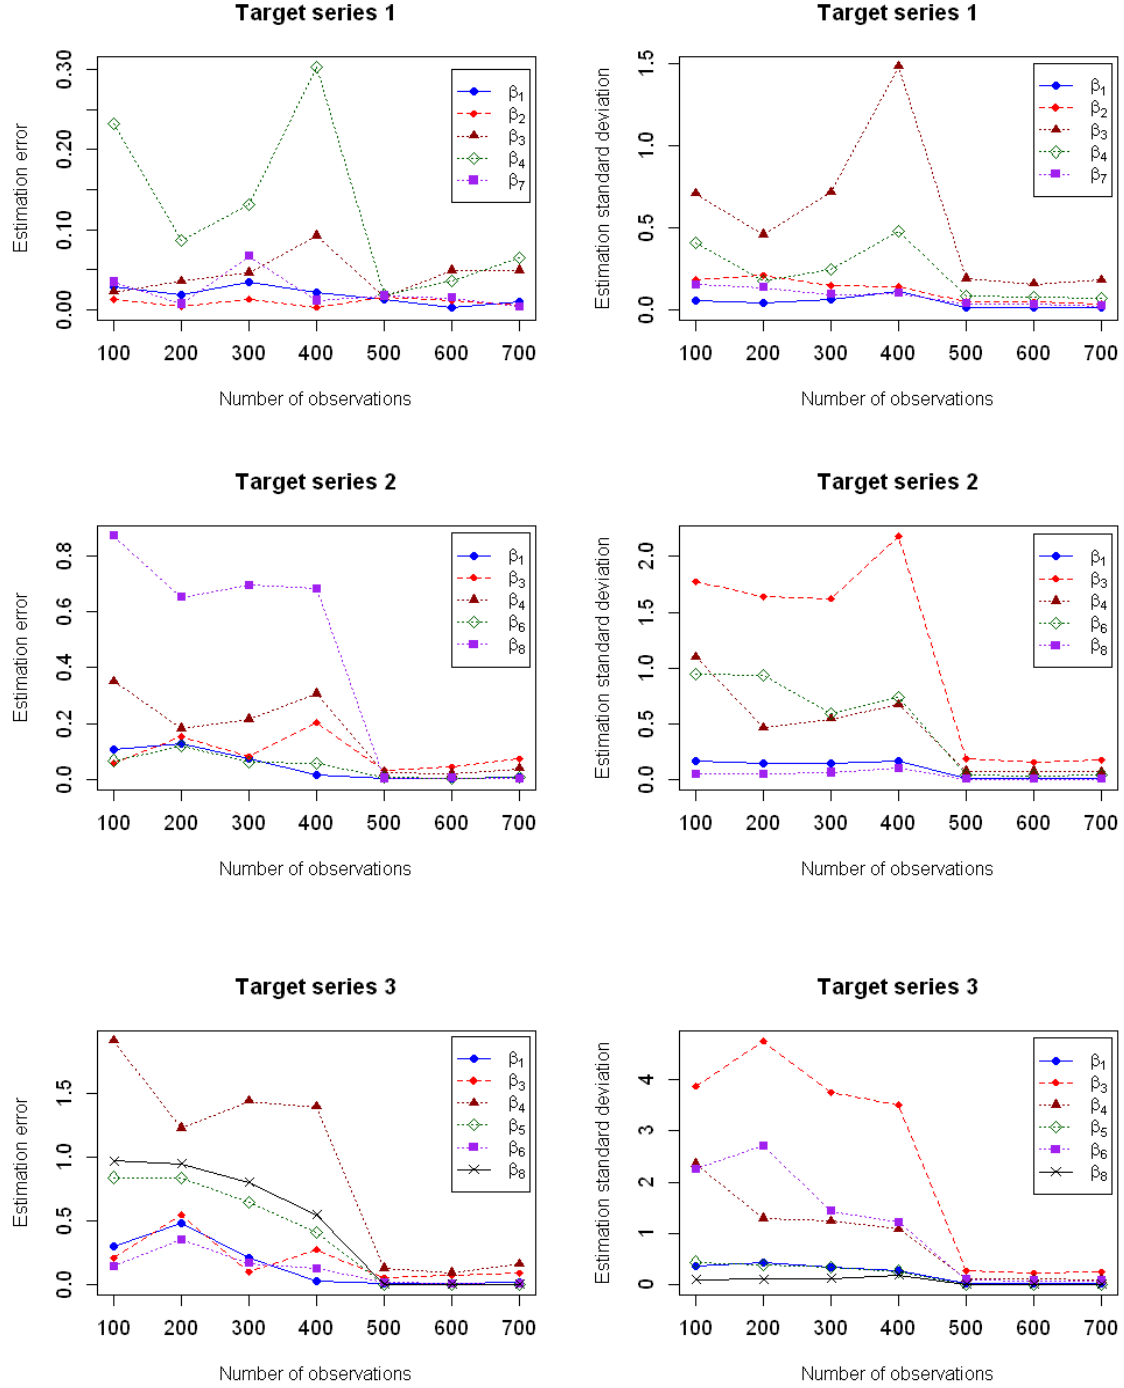 Target series 1
Estimation error
0.00 0.10 0.20 0.30
β1
β2
β3
β4
β7
100 200 300 400 500 600 700
Number of observations
Target series 1
Estimation standard deviation
0.0 0.5 1.0 1.5
β1
β2
β3
β4
β7
100 200 300 400 500 600 700
Number of observations
Target series 2
Estimation error
0.0 0.2 0.4 0.6 0.8
β1
β3
β4
β6
β8
100 200 300 400 500 600 700
Number of observations
Target series 2
Estimation standard deviation
0.0 0.5 1.0 1.5 2.0
β1
β3
β4
β6
β8
100 200 300 400 500 600 700
Number of observations
Target series 3
Estimation error
0.0 0.5 1.0 1.5
β1
β3
β4
β5
β6
β8
100 200 300 400 500 600 700
Number of observations
Target series 3
Estimation standard deviation
0 1 2 3 4
β1
β3
β4
β5
β6
β8
100 200 300 400 500 600 700
Number of observations